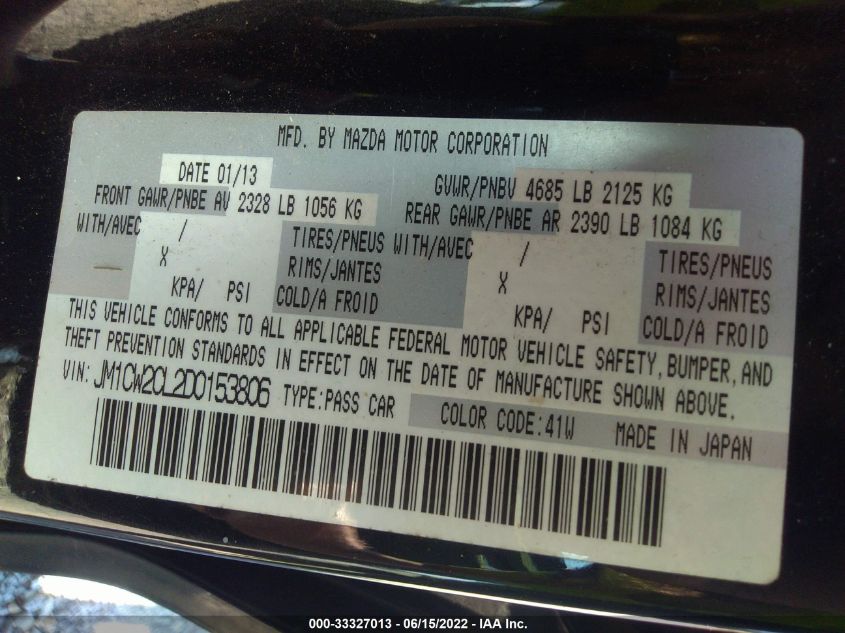 MFD. BY MAZDA MOTOR CORPORATION
DATE 01/13 GVWR/PNBV 4685 LB 2125 KG
FRONT GAWR/PNBE AV 2328 LB 1056 KG REAR GAWR/PNBE AR 2390 LB 1084 KG
WITH/AVEC / TIRES/PNEUS WITH/AVEC / TIRES/PNEUS
X RIMS/JANTES X RIMS/JANTES
KPA/ PSI COLD/A FROID KPA/ PSI COLD/A FROID
THIS VEHICLE CONFORMS TO ALL APPLICABLE FEDERAL MOTOR VEHICLE SAFETY, BUMPER, AND
THEFT PREVENTION STANDARDS IN EFFECT ON THE DATE OF MANUFACTURE SHOWN ABOVE.
VIN: JM1CW2CL2D0153806 TYPE:PASS CAR COLOR CODE:41W MADE IN JAPAN
000-33327013 - 06/15/2022 - IAA Inc.